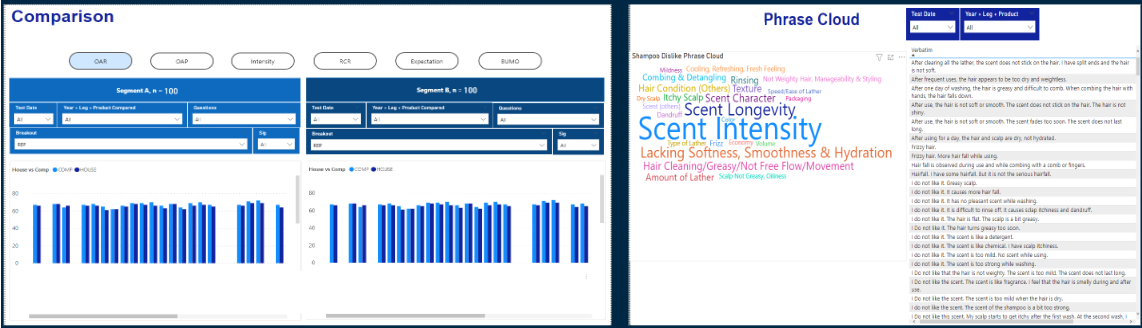 Comparison
OAR
OAP
Intensity
RCR
Expectation
BUMO
Segment A, n = 100
Test Date
Year + Leg + Product Compared
Questions
All
All
All
Breakout
Sig
REP
All
House vs Comp COMP HOUSE
80
60
40
20
0
Segment B, n = 100
Test Date
Year + Leg + Product Compared
Questions
All
All
All
Breakout
Sig
REP
All
House vs Comp COMP HOUSE
80
60
40
20
0
Phrase Cloud
Test Date
Year + Leg + Product
All
All
Shampoo Dislike Phrase Cloud
Mildness
Cooling, Refreshing, Fresh Feeling
Combing & Detangling
Rinsing
Not Weighty Hair, Manageability & Styling
Hair Condition (Others)
Texture
Speed/Ease of Lather
Dry Scalp
Itchy Scalp
Scent Character
Packaging
Scent (others)
Scent Longevity
Dandruff
Color
Scent Intensity
Type of Lather
Frizz
Economy
Volume
Lacking Softness, Smoothness & Hydration
Hair Cleaning/Greasy/Not Free Flow/Movement
Amount of Lather
Scalp Not Greasy, Oiliness
Verbatim
After clearing all the lather, the scent does not stick on the hair. I have split ends and the hair
is not soft.
After frequent uses, the hair appears to be too dry and weightless.
After one day of washing, the hair is greasy and difficult to comb. When combing the hair with
hands, the hair falls down.
After use, the hair is not soft or smooth. The scent does not stick on the hair. The hair is not
shiny.
After use, the hair is not soft or smooth. The scent fades too soon. The scent does not last
long.
After using for a day, the hair and scalp are dry, not hydrated.
Frizzy hair.
Frizzy hair. More hair fall while using.
Hair fall is observed during use and while combing with a comb or fingers.
Hairfall. I have some hairfall. But it is not the serious hairfall.
I do not like it. Greasy scalp.
I do not like it. It causes more hair fall.
I do not like it. It has no pleasant scent while washing.
I do not like it. It is difficult to rinse off. It causes sclap itchiness and dandruff.
I do not like it. The hair is flat. The scalp is a bit greasy.
I Do not like it. The hair turns greasy too soon.
I do not like it. The scent is like a detergent.
I do not like it. The scent is like chemical. I have scalp itchiness.
I do not like it. The scent is too mild. No scent while using.
I do not like it. The scent is too strong while washing.
I Do not like that the hair is not weighty. The scent is too mild. The scent does not last long.
I do not like the scent. The scent is like fragrance. I feel that the hair is smelly during and after
use.
I Do not like the scent. The scent is too mild when the hair is dry.
I do not like the scent. The scent of the shampoo is a bit too strong.
I Do not like this scent. My scalp starts to get itchy after the first wash. At the second wash, I